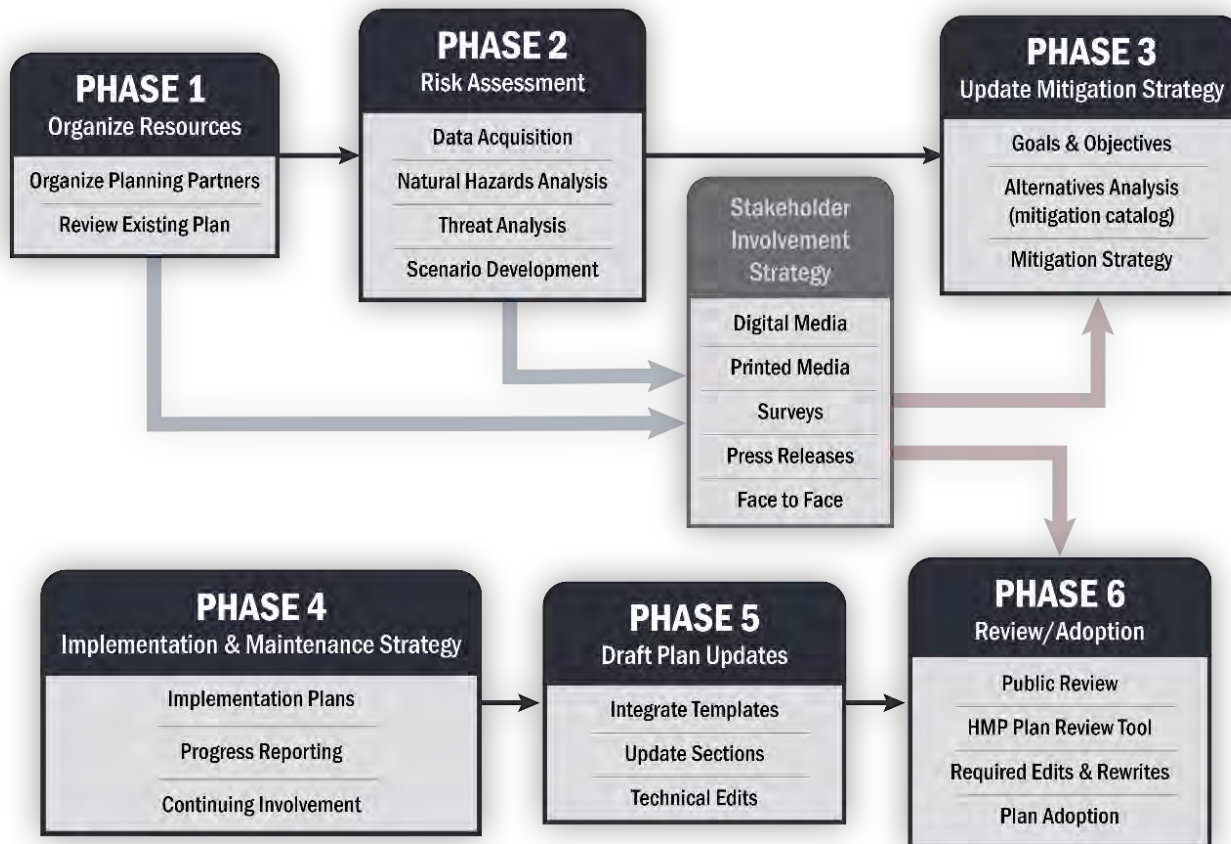 PHASE 1
Organize Resources
Organize Planning Partners
Review Existing Plan
PHASE 2
Risk Assessment
Data Acquisition
Natural Hazards Analysis
Threat Analysis
Scenario Development
Stakeholder
Involvement
Strategy
Digital Media
Printed Media
Surveys
Press Releases
Face to Face
PHASE 3
Update Mitigation Strategy
Goals & Objectives
Alternatives Analysis
(mitigation catalog)
Mitigation Strategy
PHASE 4
Implementation & Maintenance Strategy
Implementation Plans
Progress Reporting
Continuing Involvement
PHASE 5
Draft Plan Updates
Integrate Templates
Update Sections
Technical Edits
PHASE 6
Review/Adoption
Public Review
HMP Plan Review Tool
Required Edits & Rewrites
Plan Adoption